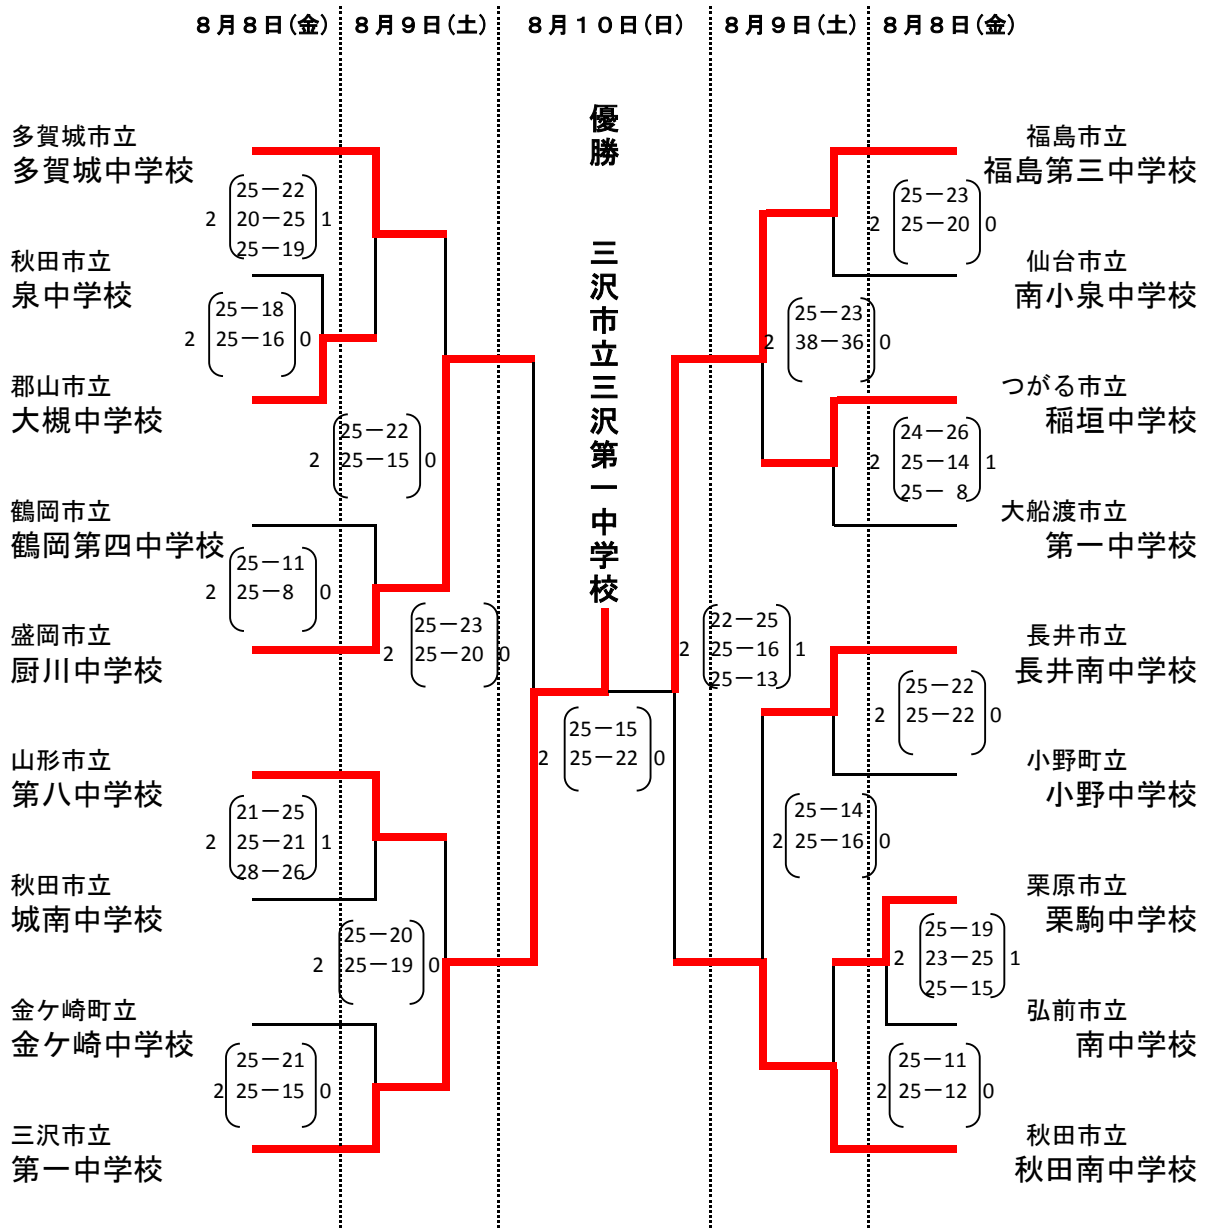 8月8日(金)
8月9日(土)
8月10日(日)
8月9日(土)
8月8日(金)
優勝 三沢市立三沢第一中学校
多賀城市立
多賀城中学校
2 25-22 1
20-25
25-19
秋田市立
泉中学校
2 25-18 0
25-16
郡山市立
大槻中学校
2 25-22 0
25-15
鶴岡市立
鶴岡第四中学校
2 25-11 0
25-8
盛岡市立
厨川中学校
2 25-23 0
25-20
山形市立
第八中学校
2 21-25 1
25-21
28-26
秋田市立
城南中学校
2 25-20 0
25-19
金ケ崎町立
金ケ崎中学校
2 25-21 0
25-15
三沢市立
第一中学校
2 25-15 0
25-22
福島市立
福島第三中学校
2 25-23 0
25-20
仙台市立
南小泉中学校
2 25-23 0
38-36
つがる市立
稲垣中学校
2 24-26 1
25-14
25- 8
大船渡市立
第一中学校
2 22-25 1
25-16
25-13
長井市立
長井南中学校
2 25-22 0
25-22
小野町立
小野中学校
2 25-14 0
25-16
栗原市立
栗駒中学校
2 25-19 1
23-25
25-15
弘前市立
南中学校
2 25-11 0
25-12
秋田市立
秋田南中学校